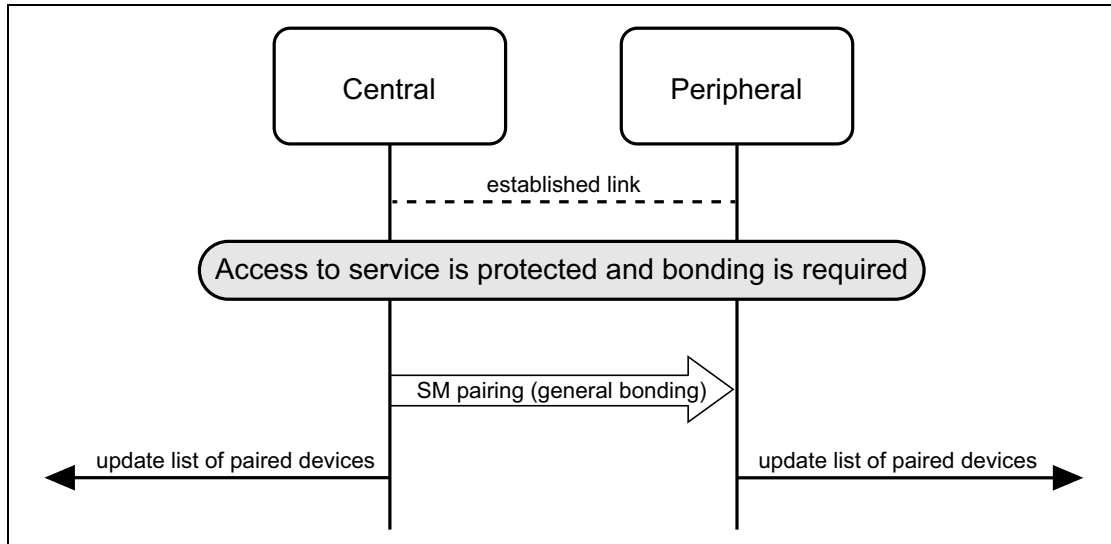 Central
Peripheral
established link
Access to service is protected and bonding is required
SM pairing (general bonding)
update list of paired devices
update list of paired devices